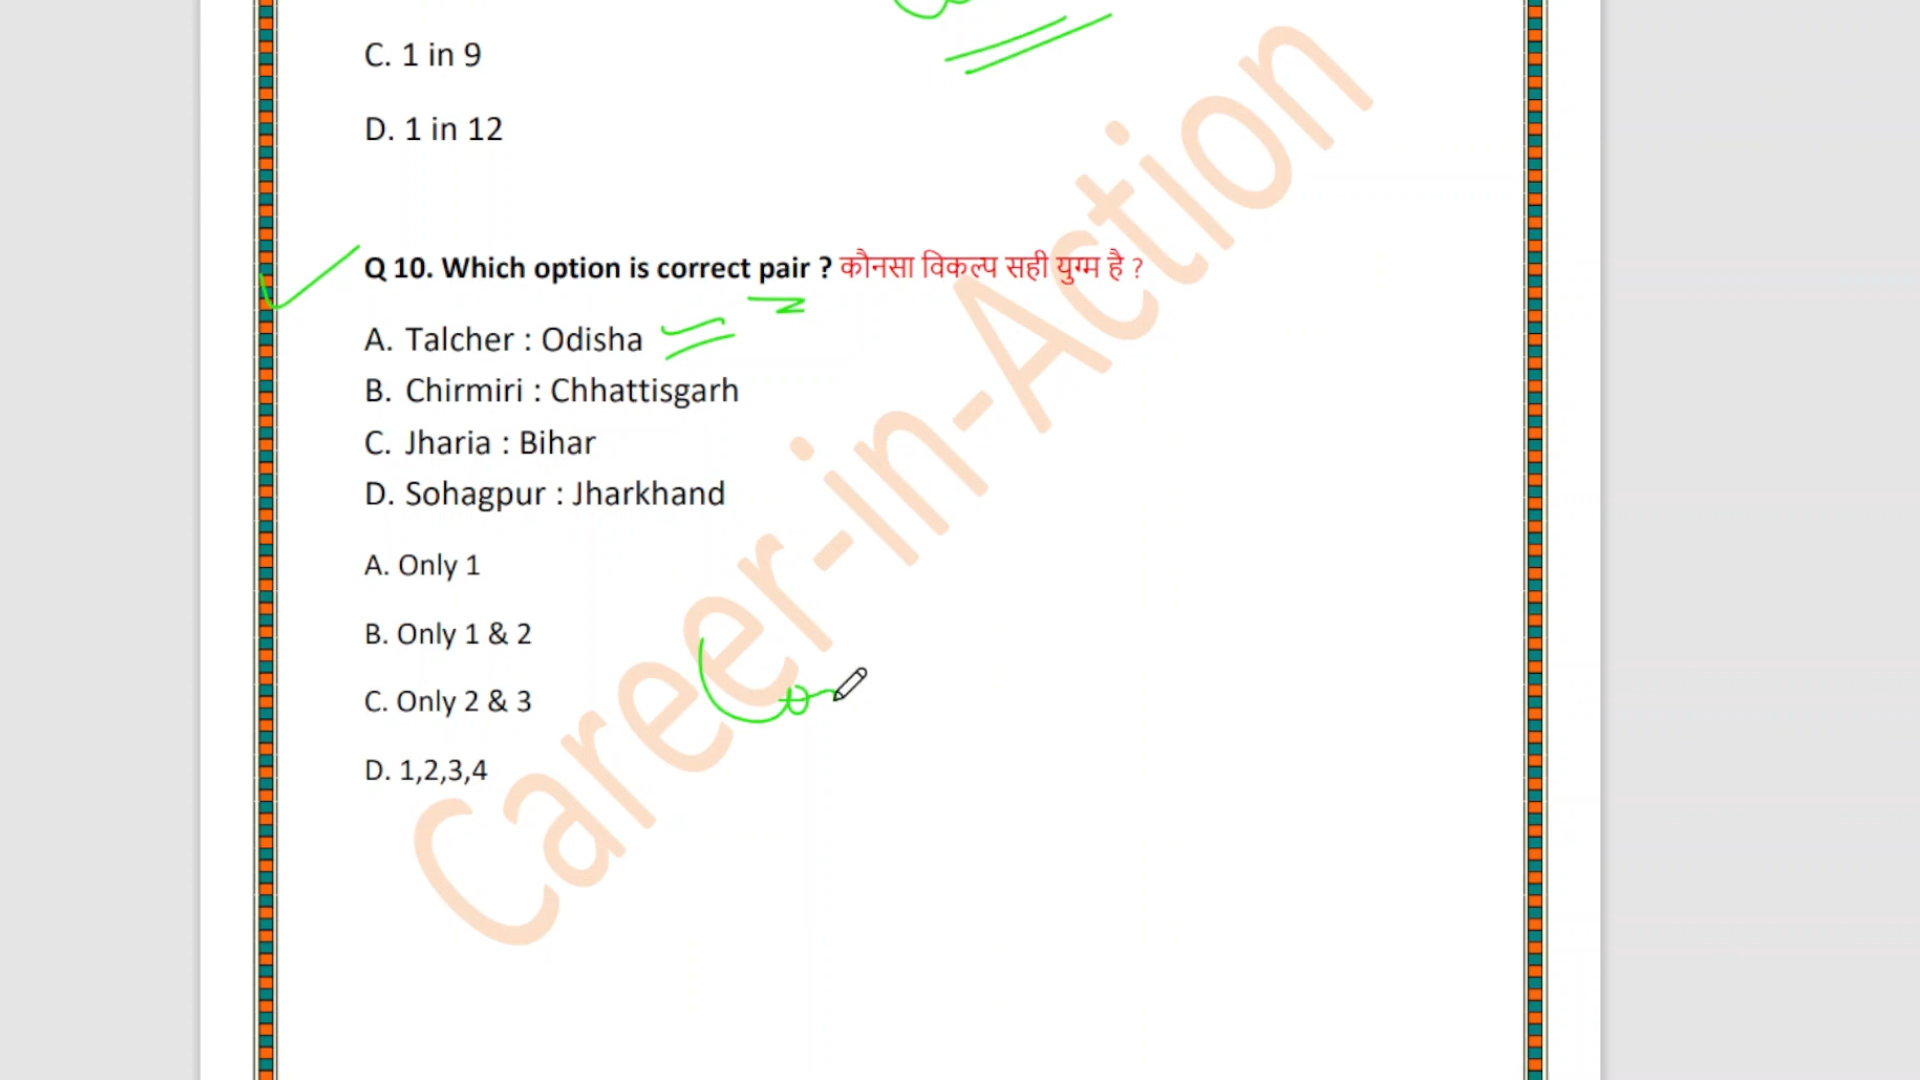 C. 1 in 9
D. 1 in 12
Q 10. Which option is correct pair ? कौनसा विकल्प सही युग्म है ?
A. Talcher : Odisha
B. Chirmiri : Chhattisgarh
C. Jharia : Bihar
D. Sohagpur : Jharkhand
A. Only 1
B. Only 1 & 2
C. Only 2 & 3
D. 1,2,3,4
Career-in-Action